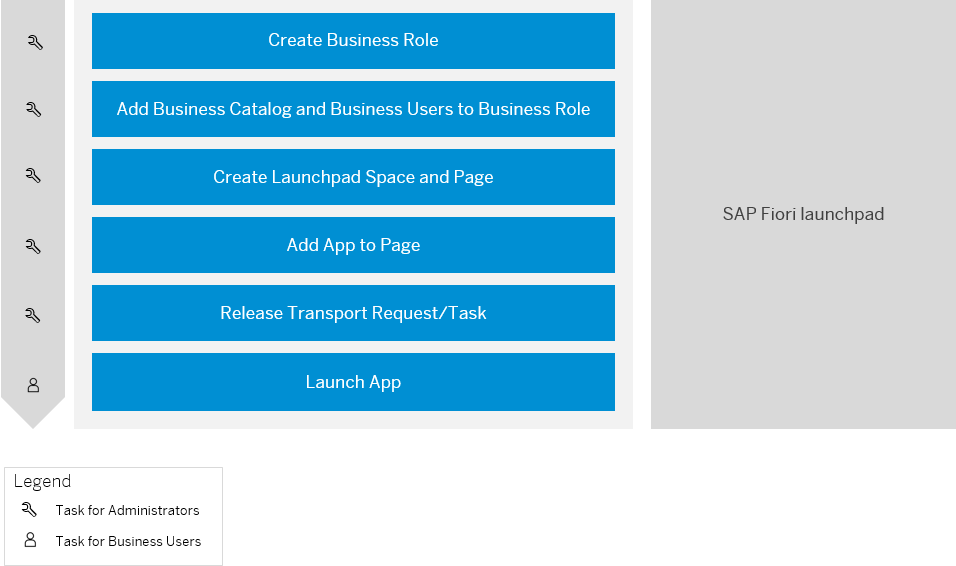 Create Business Role
Add Business Catalog and Business Users to Business Role
Create Launchpad Space and Page
Add App to Page
Release Transport Request/Task
Launch App
SAP Fiori launchpad
Legend
Task for Administrators
Task for Business Users